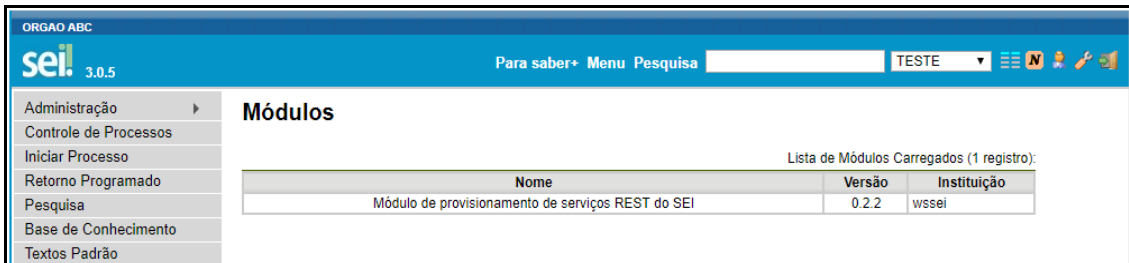 ORGAO ABC
sei! 3.0.5
Para saber+ Menu Pesquisa TESTE N
Administração
Controle de Processos
Iniciar Processo
Retorno Programado
Pesquisa
Base de Conhecimento
Textos Padrão
Módulos
Lista de Módulos Carregados (1 registro):
Nome Versão Instituição
Módulo de provisionamento de serviços REST do SEI 0.2.2 wssei